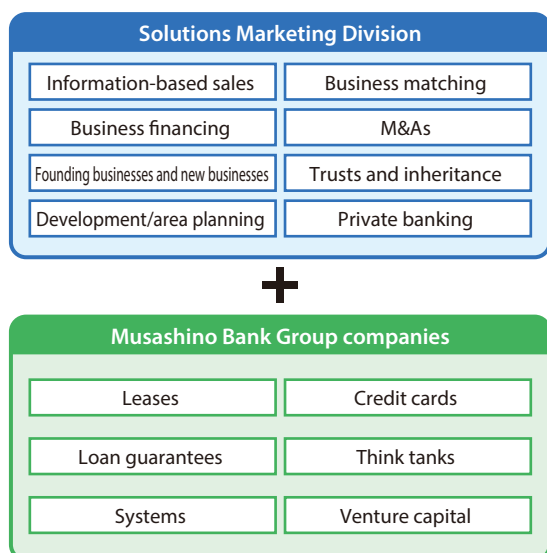 Solutions Marketing Division
Information-based sales
Business matching
Business financing
M&As
Founding businesses and new businesses
Trusts and inheritance
Development/area planning
Private banking
+
Musashino Bank Group companies
Leases
Credit cards
Loan guarantees
Think tanks
Systems
Venture capital